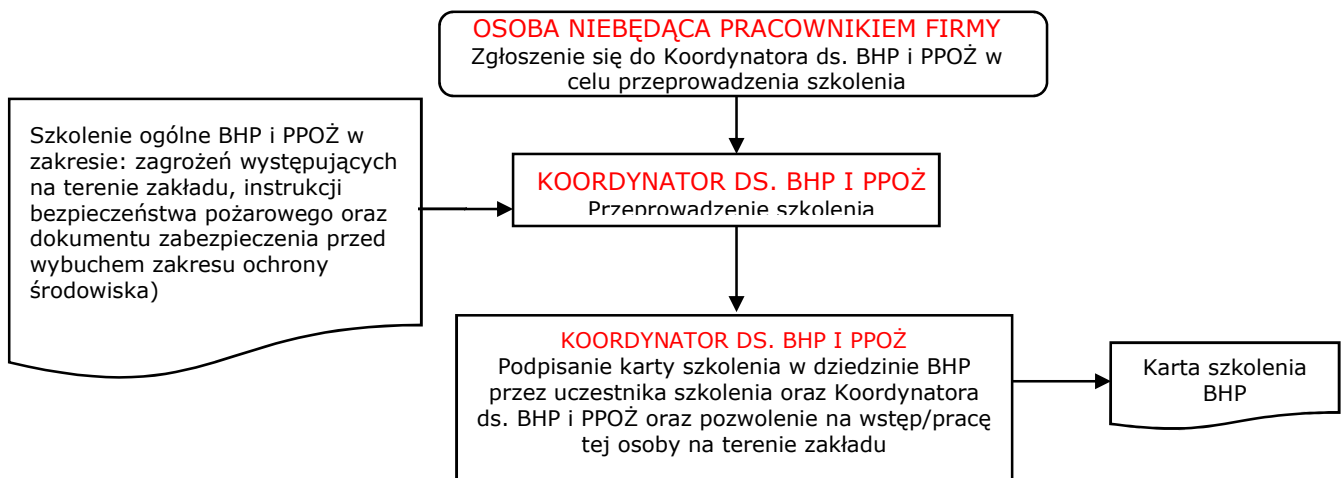 OSOBA NIEBĘDĄCA PRACOWNIKIEM FIRMY
Zgłoszenie się do Koordynatora ds. BHP i PPOŻ w
celu przeprowadzenia szkolenia
Szkolenie ogólne BHP i PPOŻ w
zakresie: zagrożeń występujących
na terenie zakładu, instrukcji
bezpieczeństwa pożarowego oraz
dokumentu zabezpieczenia przed
wybuchem zakresu ochrony
środowiska)
KOORDYNATOR DS. BHP I PPOŻ
Przeprowadzenie szkolenia
KOORDYNATOR DS. BHP I PPOŻ
Podpisanie karty szkolenia w dziedzinie BHP
przez uczestnika szkolenia oraz Koordynatora
ds. BHP i PPOŻ oraz pozwolenie na wstęp/pracę
tej osoby na terenie zakładu
Karta szkolenia
BHP